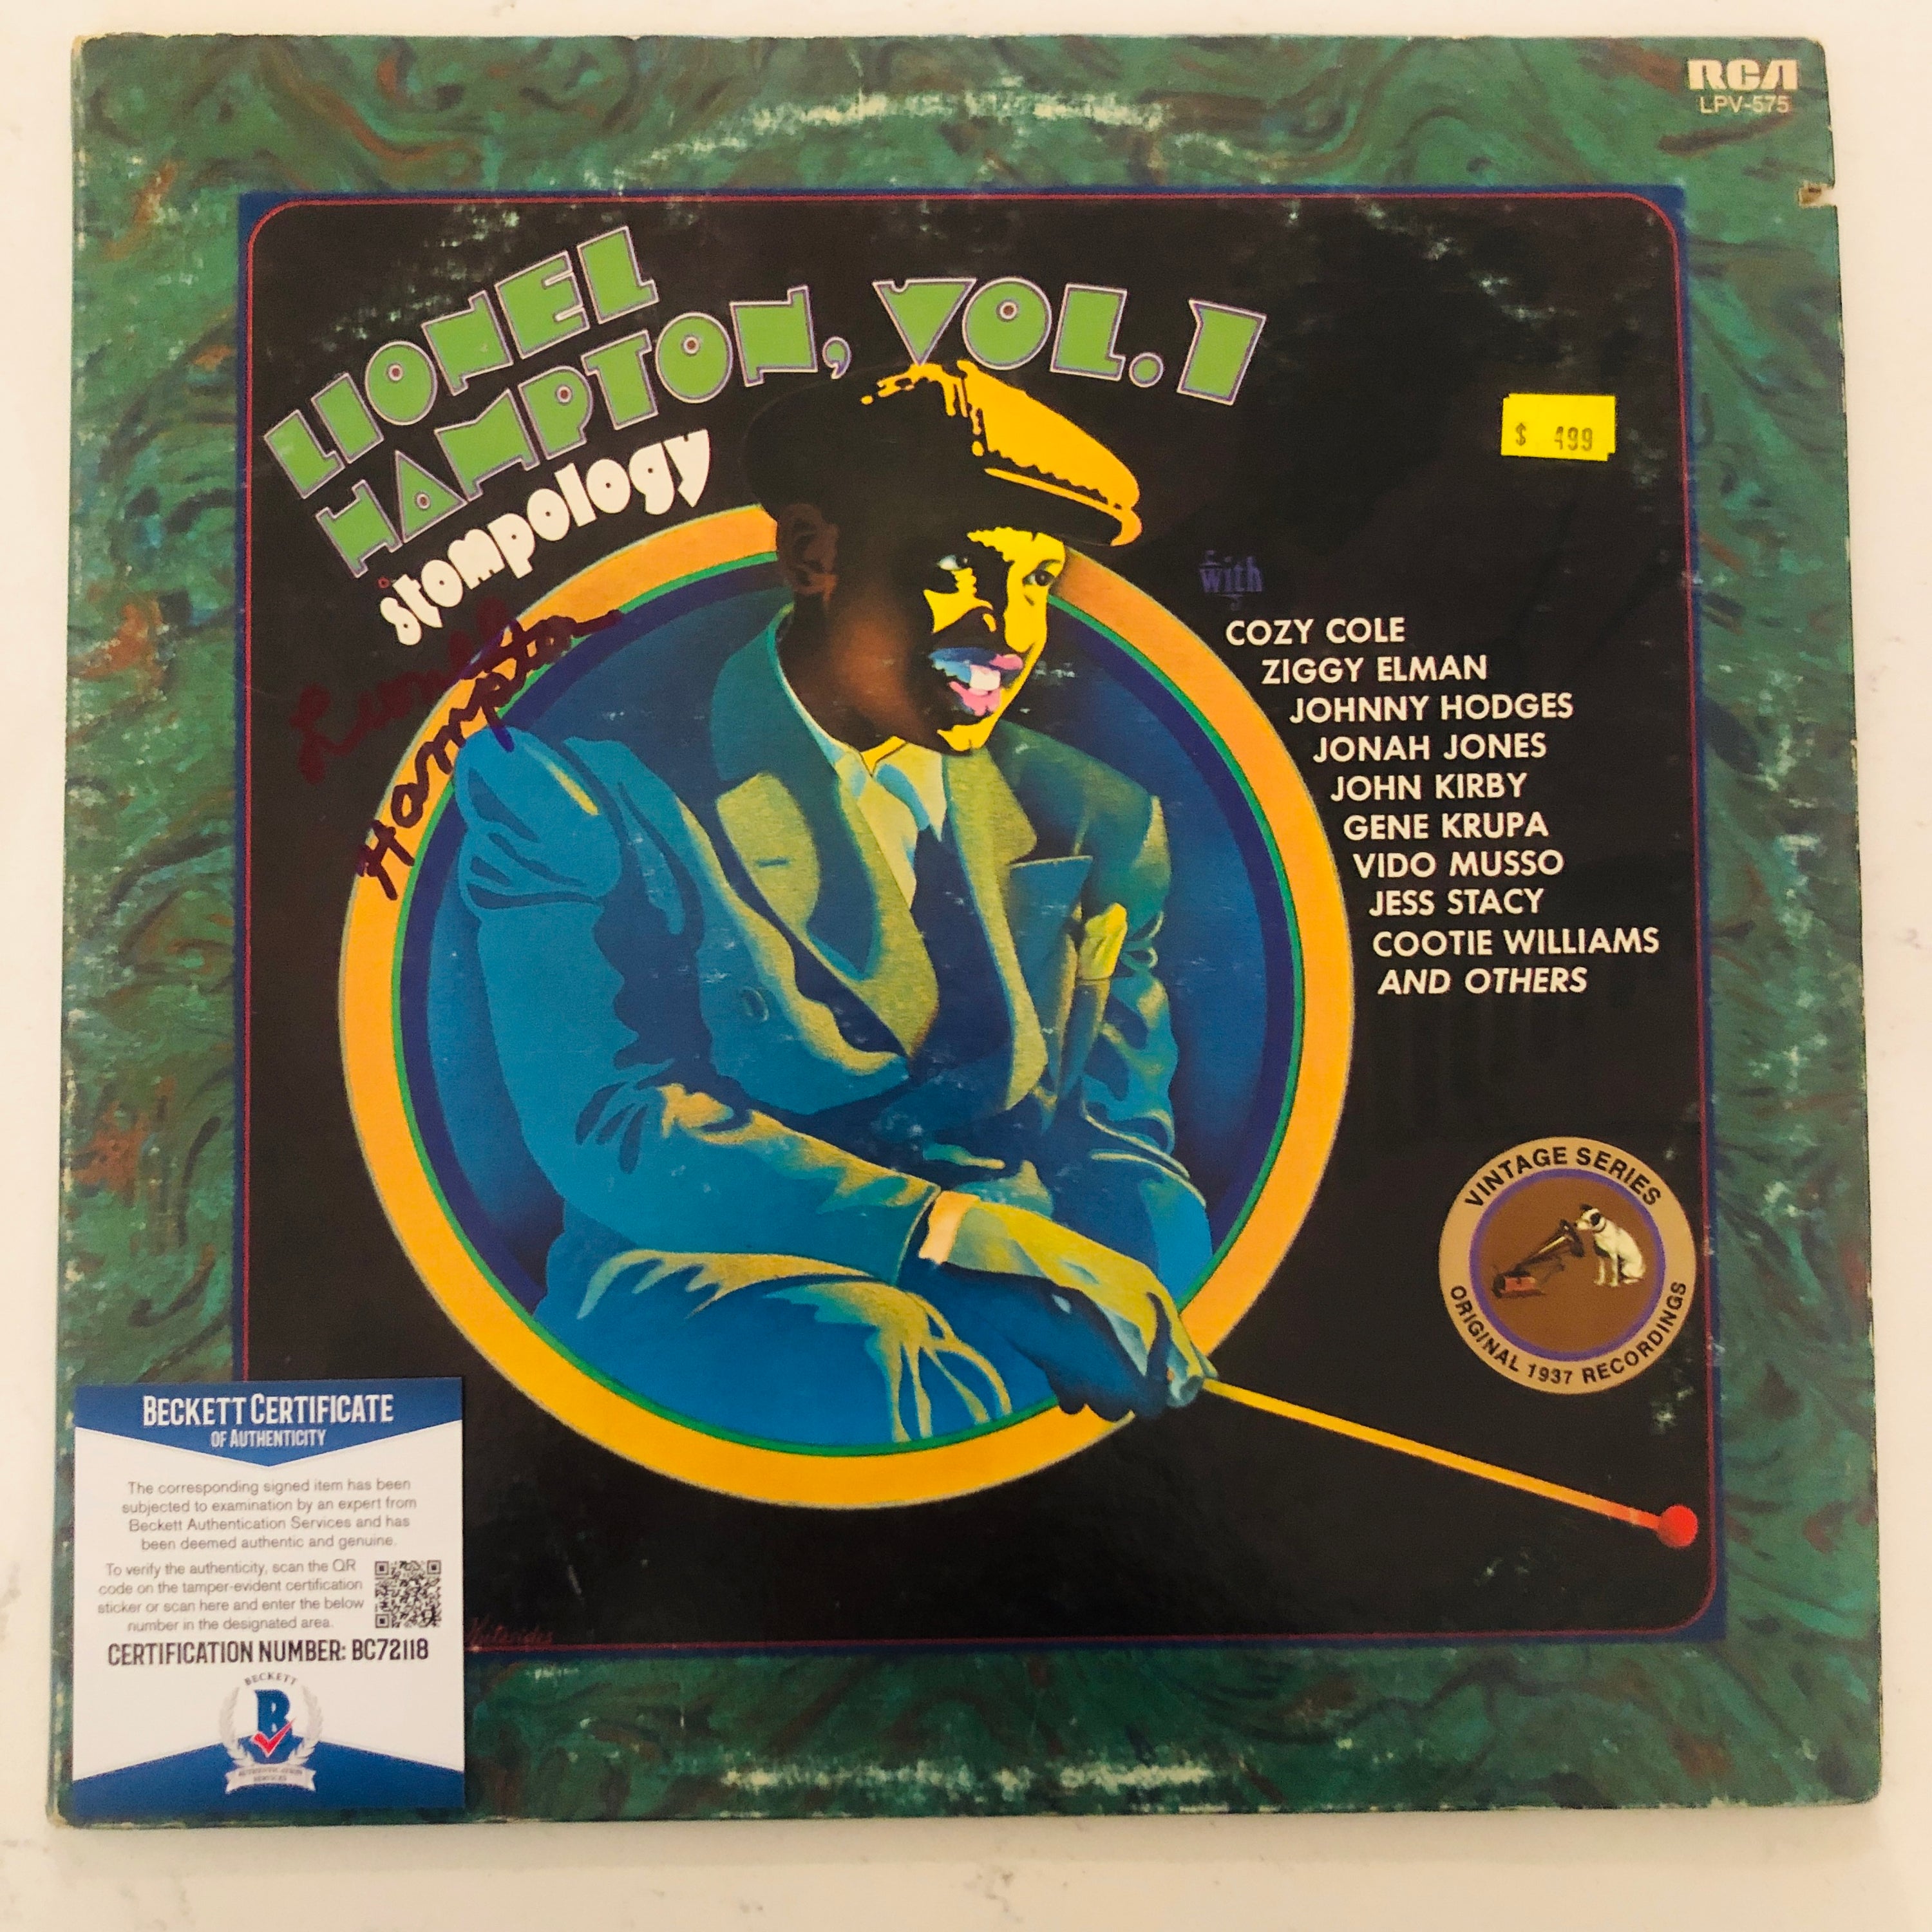 RCA
LPV-575
LIONEL
HAMPTON, VOL. 1
stompology
$ 499
Lionel
Hampton
with
COZY COLE
ZIGGY ELMAN
JOHNNY HODGES
JONAH JONES
JOHN KIRBY
GENE KRUPA
VIDO MUSSO
JESS STACY
COOTIE WILLIAMS
AND OTHERS
VINTAGE SERIES
ORIGINAL 1937 RECORDINGS
BECKETT CERTIFICATE
OF AUTHENTICITY
The corresponding signed item has been
subjected to examination by an expert from
Beckett Authentication Services and has
been deemed authentic and genuine.
To verify the authenticity, scan the QR
code on the tamper-evident certification
sticker or scan here and enter the below
number in the designated area.
CERTIFICATION NUMBER: BC72118
BECKETT
B